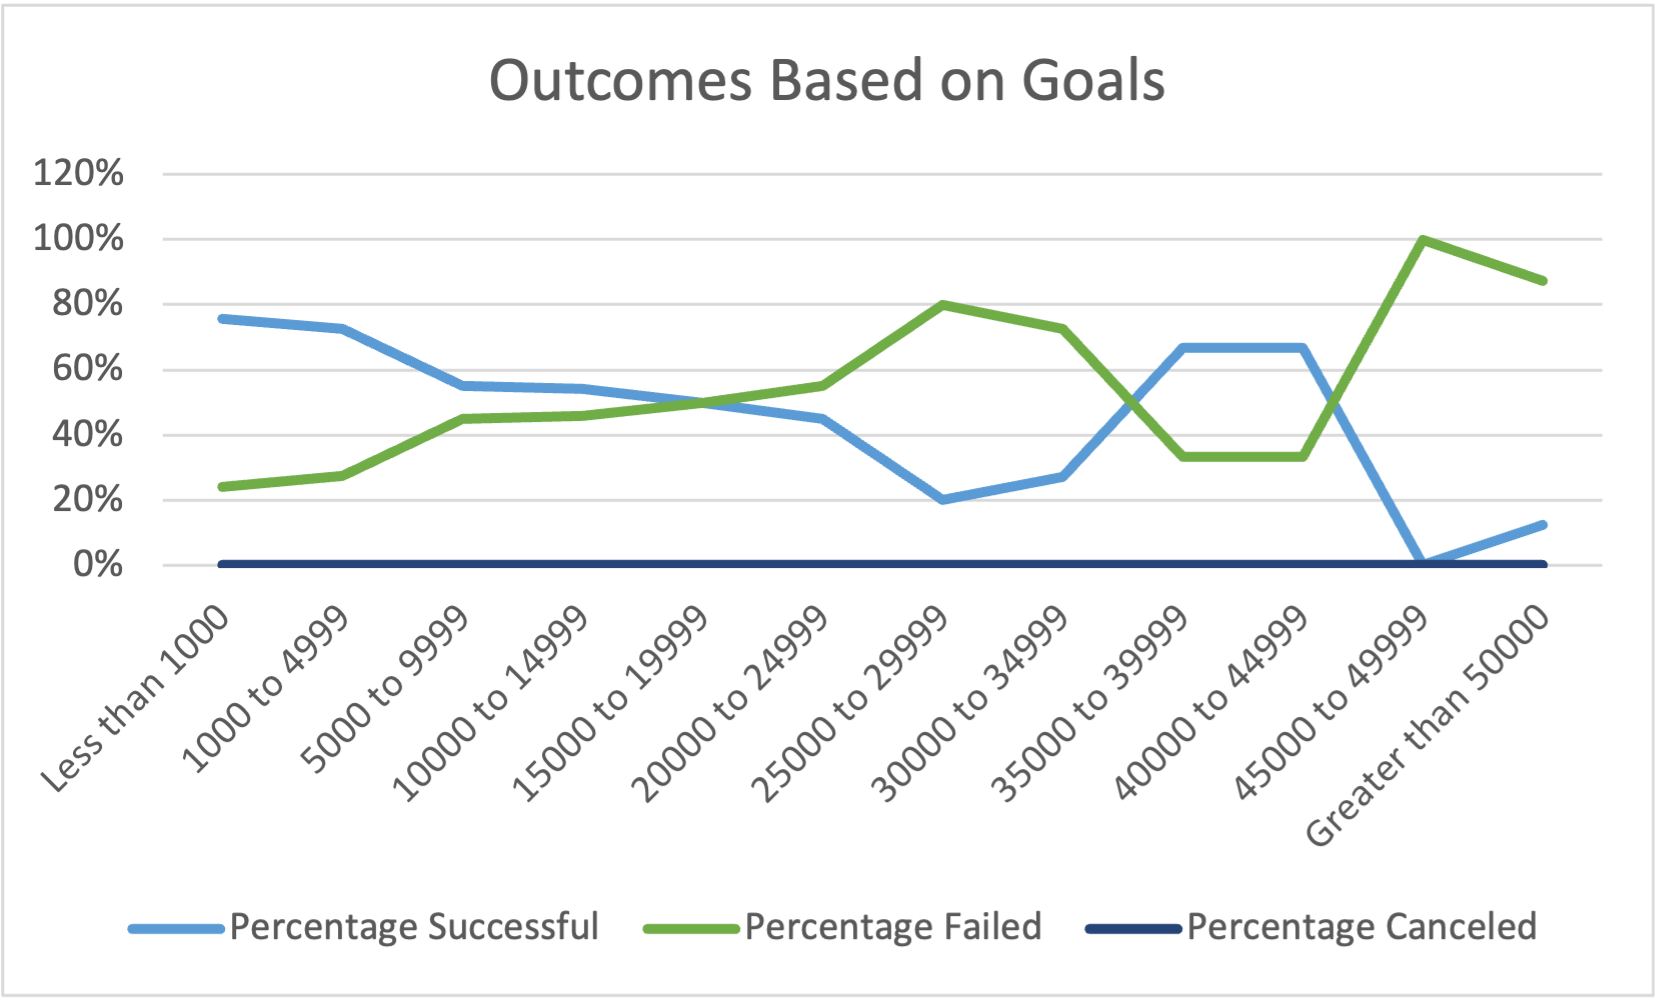 Outcomes Based on Goals
120%
100%
80%
60%
40%
20%
0%
Less than 1000
1000 to 4999
5000 to 9999
10000 to 14999
15000 to 19999
20000 to 24999
25000 to 29999
30000 to 34999
35000 to 39999
40000 to 44999
45000 to 49999
Greater than 50000
Percentage Successful
Percentage Failed
Percentage Canceled